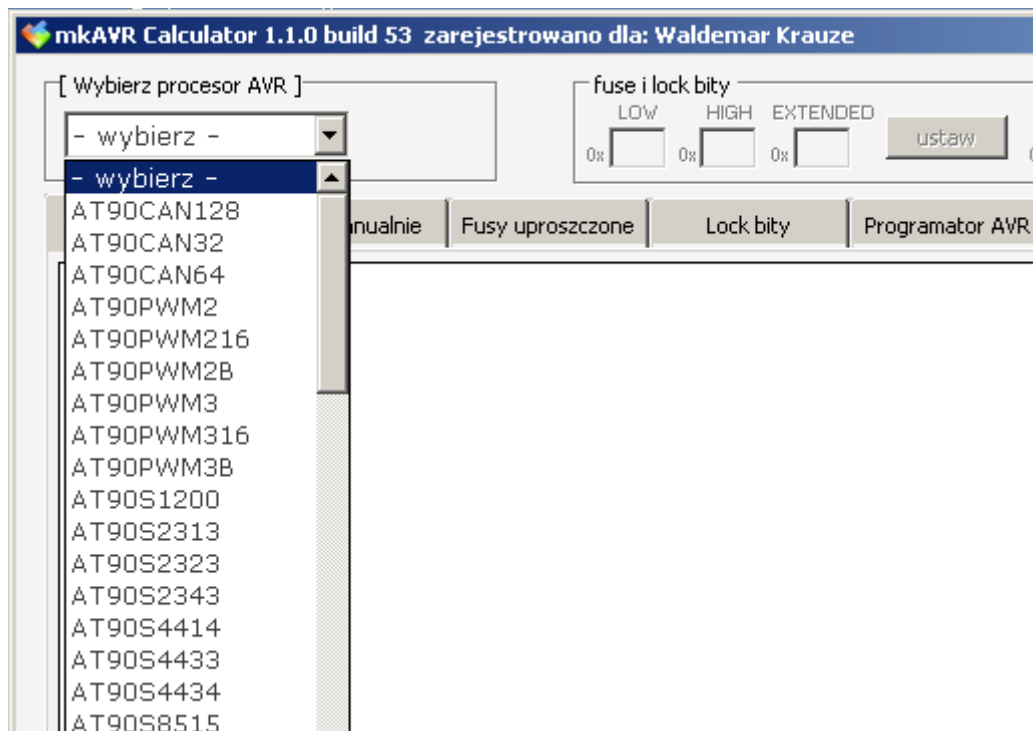 mkAVR Calculator 1.1.0 build 53 zarejestrowano dla: Waldemar Krauze
[ Wybierz procesor AVR ]
fuse i lock bity
LOW HIGH EXTENDED
- wybierz -
0x 0x 0x ustaw
- wybierz -
AT90CAN128
AT90CAN32
AT90CAN64
AT90PWM2
AT90PWM216
AT90PWM2B
AT90PWM3
AT90PWM316
AT90PWM3B
AT90S1200
AT90S2313
AT90S2323
AT90S2343
AT90S4414
AT90S4433
AT90S4434
AT90S8515
nualnie Fusy uproszczone Lock bity Programator AVR